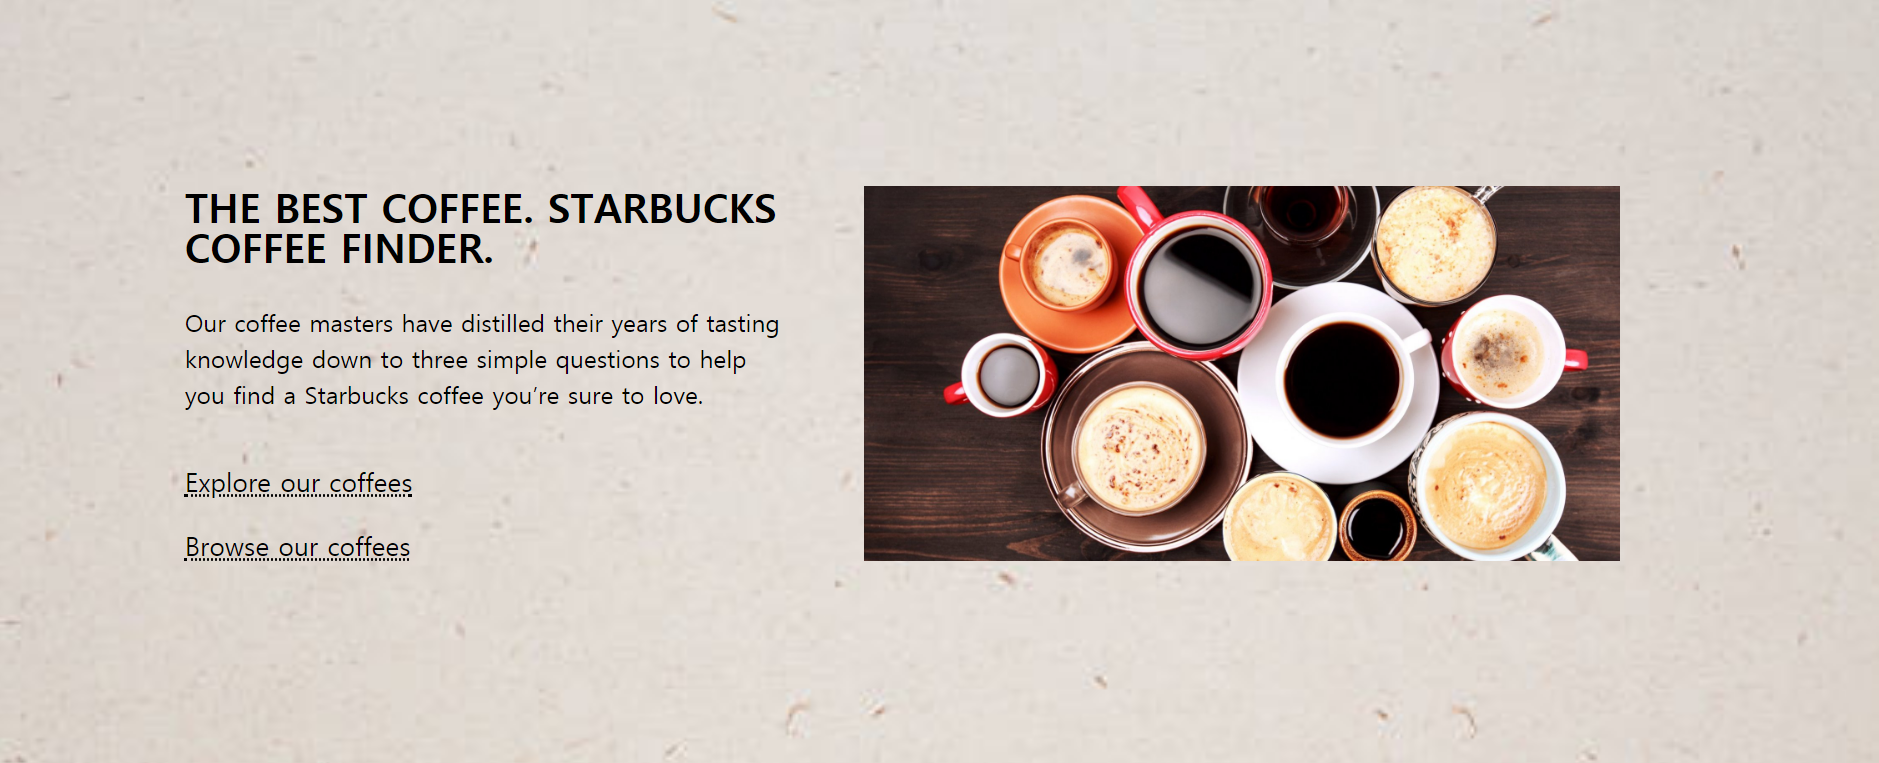 THE BEST COFFEE. STARBUCKS
COFFEE FINDER.
Our coffee masters have distilled their years of tasting
knowledge down to three simple questions to help
you find a Starbucks coffee you’re sure to love.
Explore our coffees
Browse our coffees